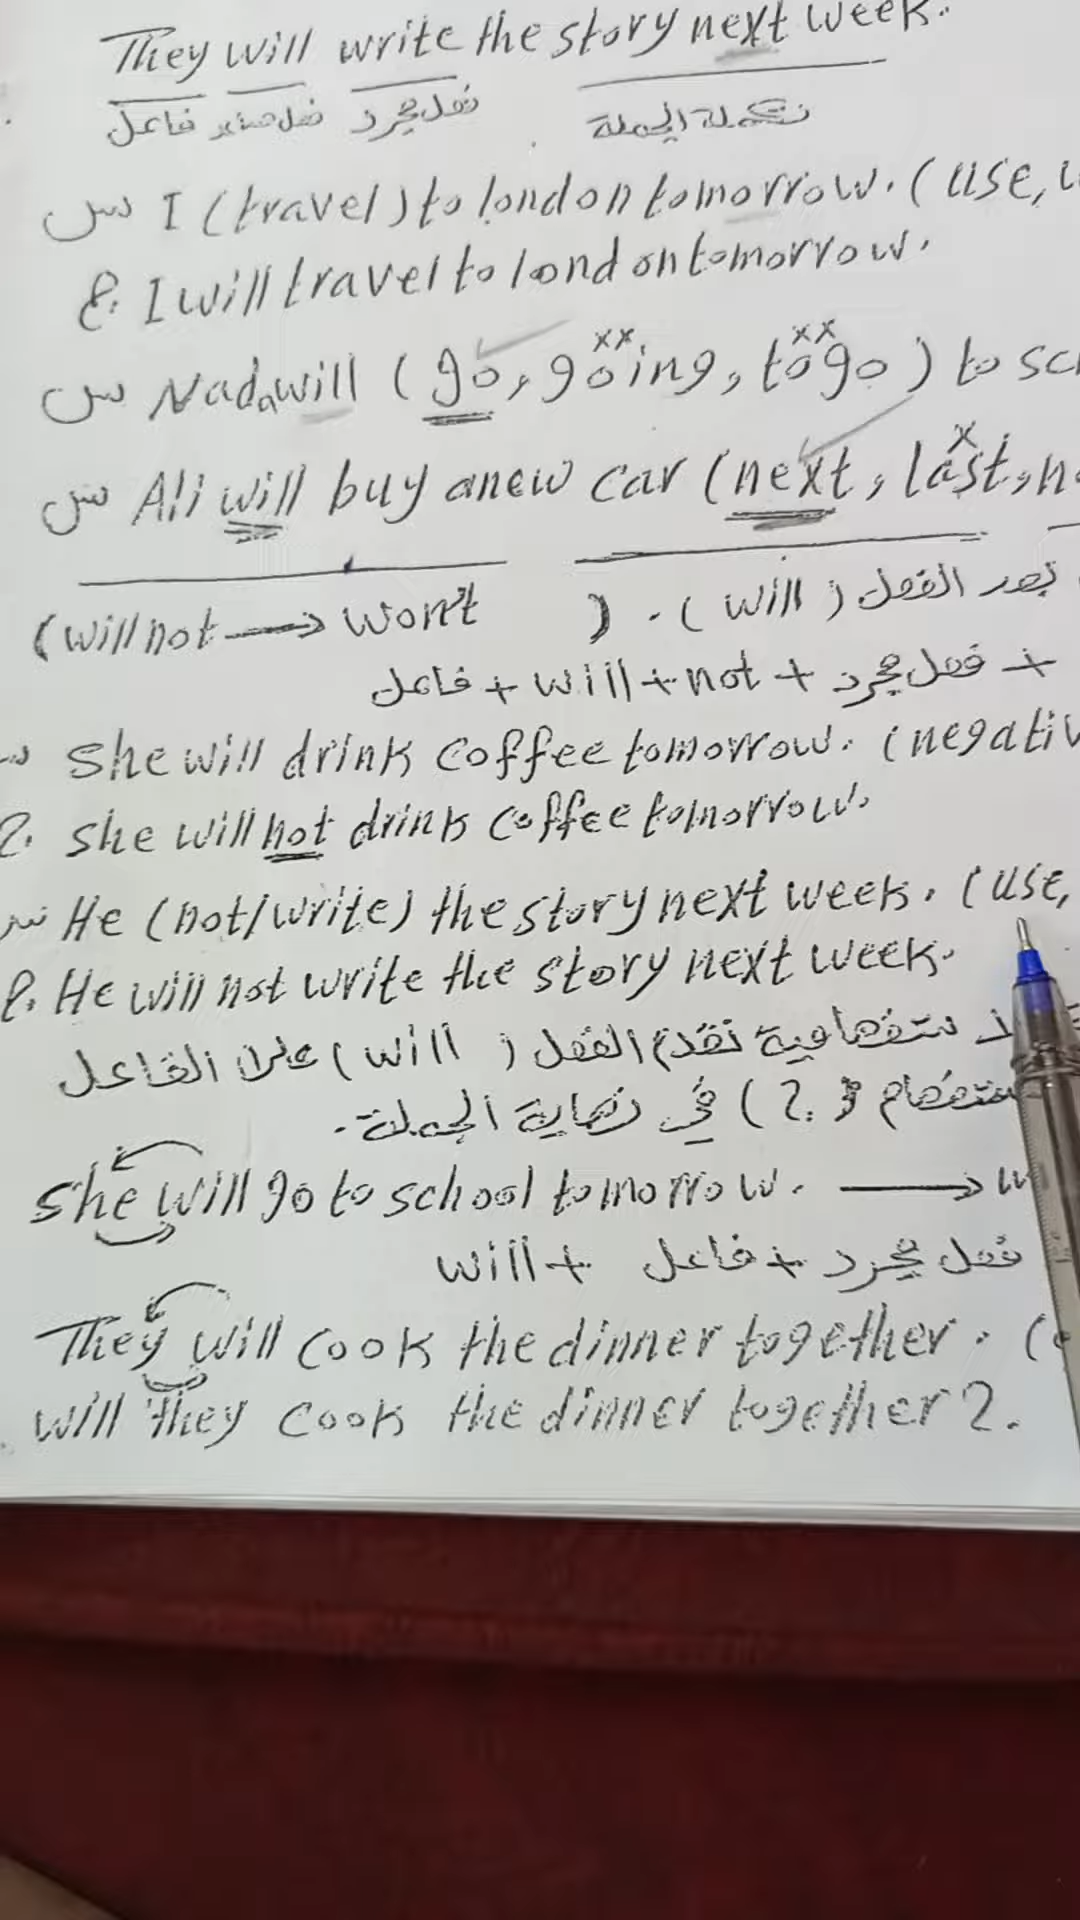 They will write the story next week.
فاعل فعل مساعد فعل مجرد تكملة الجملة
س I (travel) to london tomorrow. (use,
ج. I will travel to london tomorrow.
س Nada will (go, going, to go) to
س Ali will buy a new car (next, last,
بعد الفعل (will). (will not → won't)
فاعل + will + not + فعل مجرد +
She will drink coffee tomorrow. (negativ
ج. she will not drink coffee tomorrow.
س He (not/write) the story next week. (use,
ج. He will not write the story next week.
ستفهامية نقدم الفعل (will) على الفاعل
ستفهام (?) في نهاية الجملة.
She will go to school tomorrow. →
will + فاعل + فعل مجرد
They will cook the dinner together. (
will they cook the dinner together?.